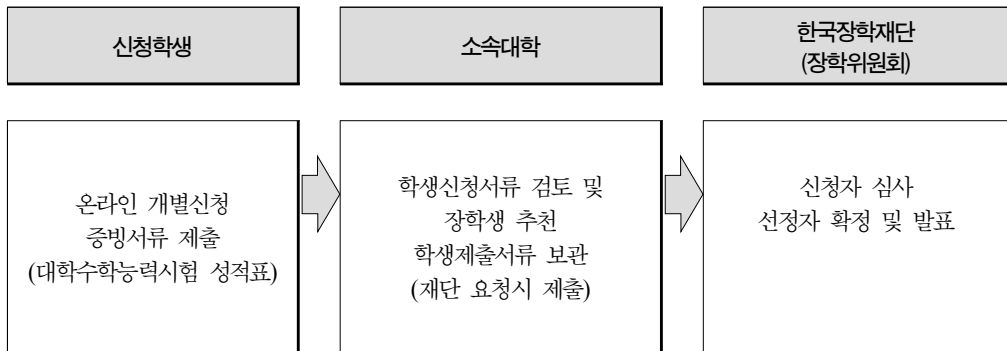 신청학생
소속대학
한국장학재단
(장학위원회)
온라인 개별신청
증빙서류 제출
(대학수학능력시험 성적표)
학생신청서류 검토 및
장학생 추천
학생제출서류 보관
(재단 요청시 제출)
신청자 심사
선정자 확정 및 발표